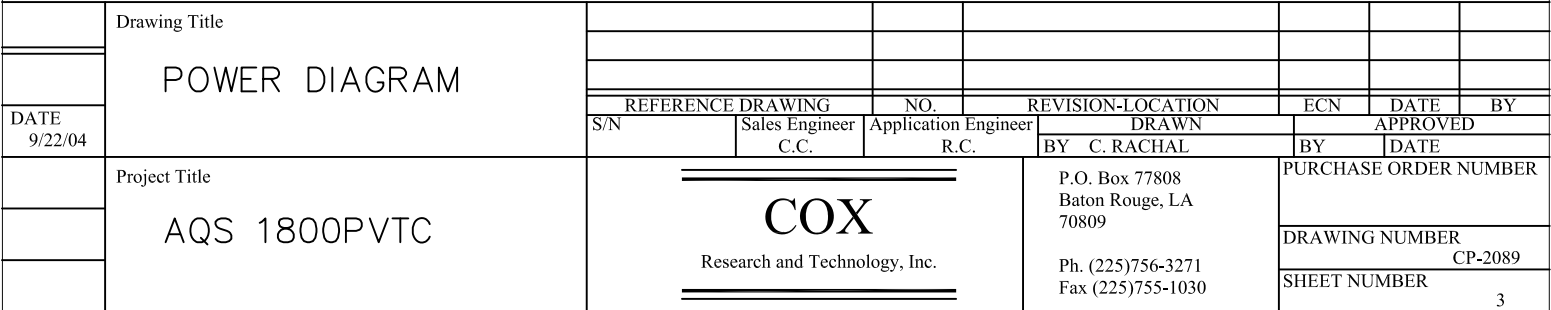 Drawing Title
POWER DIAGRAM
DATE
9/22/04
REFERENCE DRAWING NO. REVISION-LOCATION ECN DATE BY
S/N Sales Engineer Application Engineer DRAWN APPROVED
C.C. R.C. BY C. RACHAL BY DATE
Project Title
AQS 1800PVTC
COX
Research and Technology, Inc.
P.O. Box 77808
Baton Rouge, LA
70809
Ph. (225)756-3271
Fax (225)755-1030
PURCHASE ORDER NUMBER
DRAWING NUMBER
CP-2089
SHEET NUMBER
3